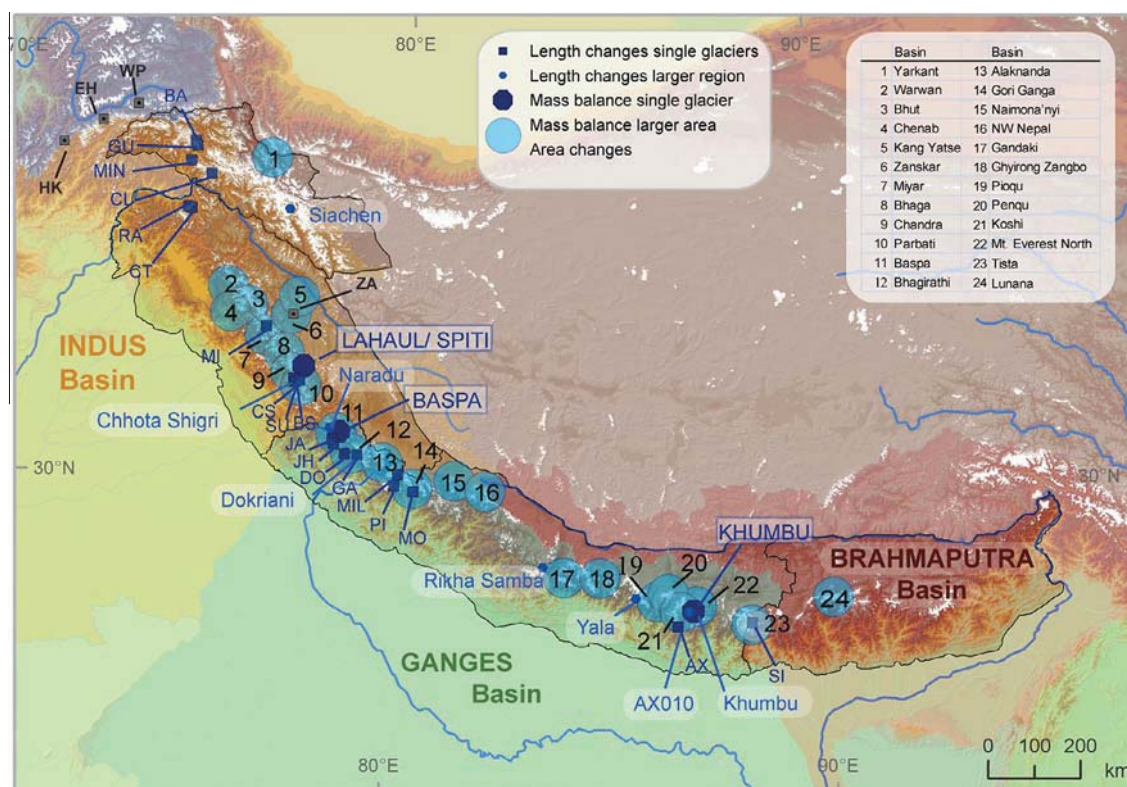 70°E
80°E
90°E
Length changes single glaciers
Length changes larger region
Mass balance single glacier
Mass balance larger area
Area changes
Basin Basin
1 Yarkant 13 Alaknanda
2 Warwan 14 Gori Ganga
3 Bhut 15 Naimona'nyi
4 Chenab 16 NW Nepal
5 Kang Yatse 17 Gandaki
6 Zanskar 18 Ghyirong Zangbo
7 Miyar 19 Pioqu
8 Bhaga 20 Penqu
9 Chandra 21 Koshi
10 Parbati 22 Mt. Everest North
11 Baspa 23 Tista
12 Bhagirathi 24 Lunana
WP
EH
BA
GU
HK
MIN
1
CU
Siachen
RA
CT
2
3
5
ZA
4
6
INDUS
Basin
MI
7
8
LAHAUL/ SPITI
9
Naradu
10
BASPA
Chhota Shigri
CS
SU
11
12
JA
JH
DO
13
14
30°N
30°N
Dokriani
GA
MIL
15
16
PI
MO
KHUMBU
BRAHMAPUTRA
Basin
Rikha Samba
17
18
19
20
22
24
Yala
21
23
GANGES
Basin
AX
SI
AX010
Khumbu
80°E
90°E
0 100 200
km